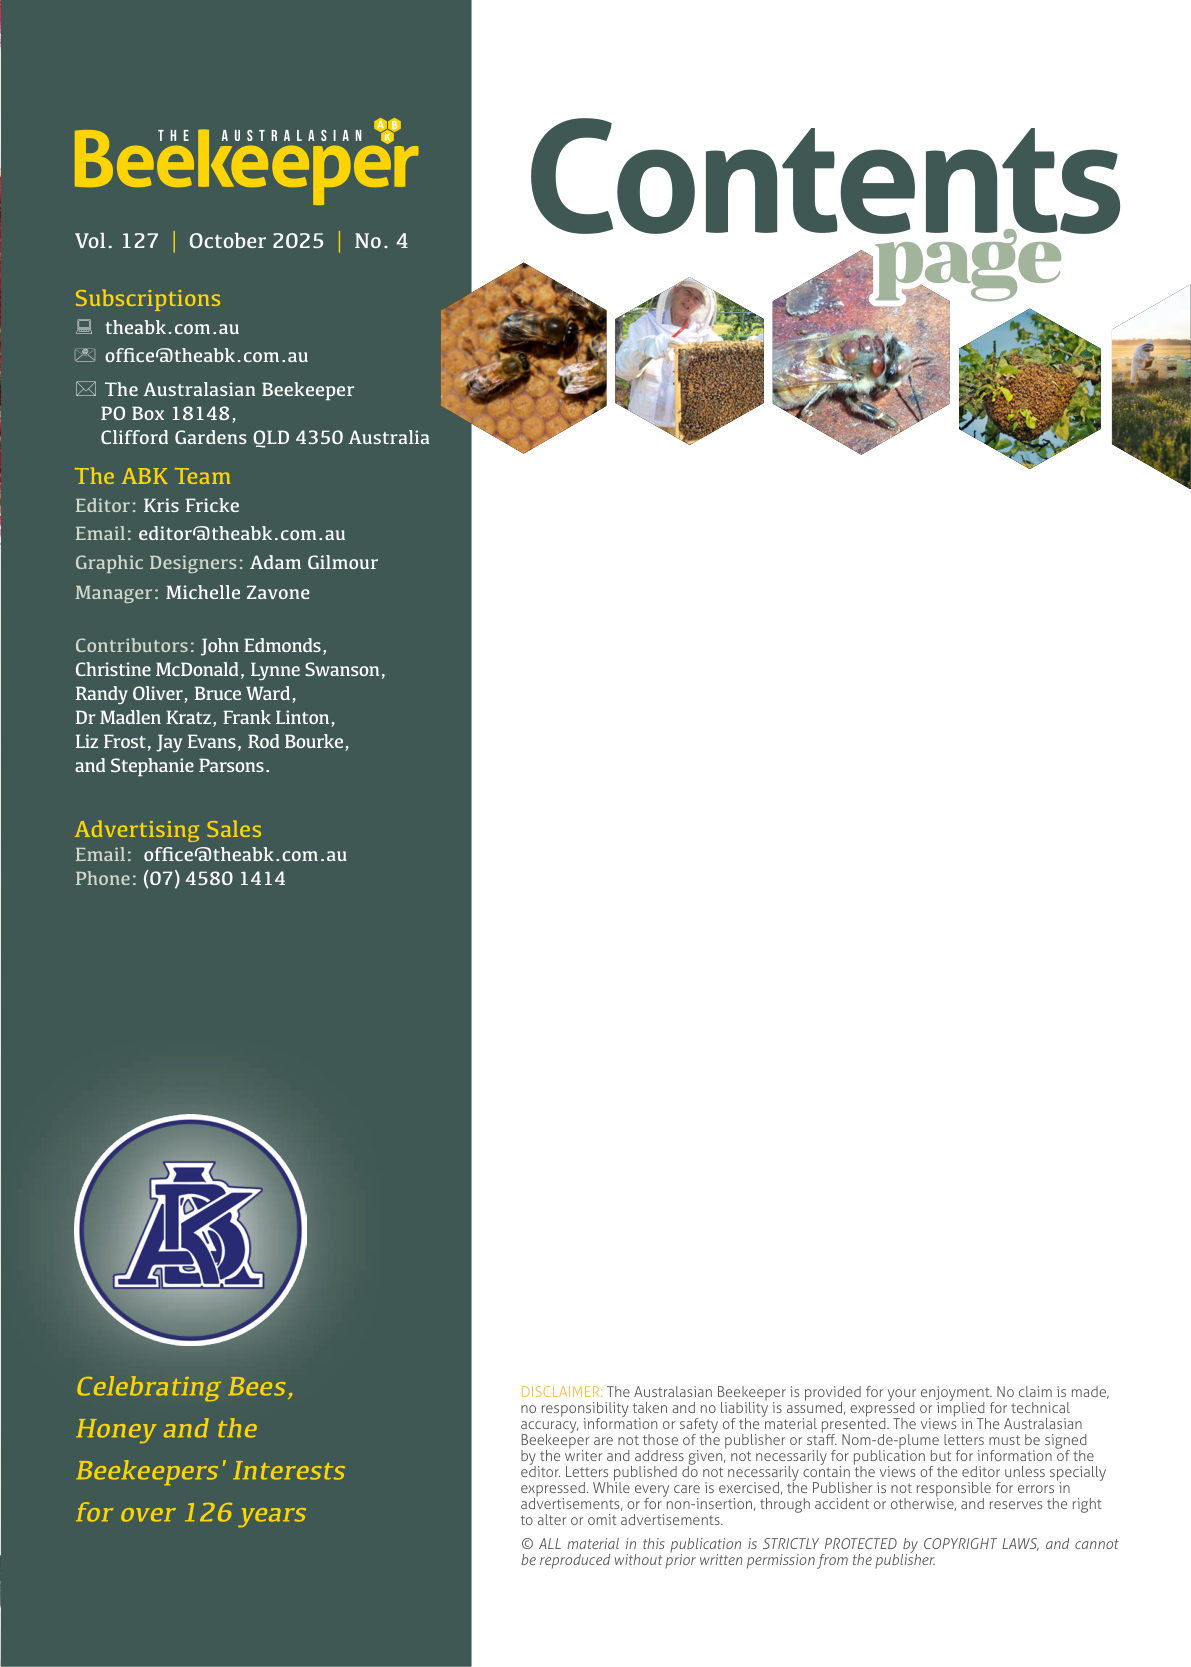 THE AUSTRALASIAN
A B
K
Beekeeper
Vol. 127 | October 2025 | No. 4
Subscriptions
theabk.com.au
office@theabk.com.au
The Australasian Beekeeper
PO Box 18148,
Clifford Gardens QLD 4350 Australia
The ABK Team
Editor: Kris Fricke
Email: editor@theabk.com.au
Graphic Designers: Adam Gilmour
Manager: Michelle Zavone
Contributors: John Edmonds,
Christine McDonald, Lynne Swanson,
Randy Oliver, Bruce Ward,
Dr Madlen Kratz, Frank Linton,
Liz Frost, Jay Evans, Rod Bourke,
and Stephanie Parsons.
Advertising Sales
Email: office@theabk.com.au
Phone: (07) 4580 1414
ABK
Celebrating Bees,
Honey and the
Beekeepers' Interests
for over 126 years
Contents
page
DISCLAIMER: The Australasian Beekeeper is provided for your enjoyment. No claim is made,
no responsibility taken and no liability is assumed, expressed or implied for technical
accuracy, information or safety of the material presented. The views in The Australasian
Beekeeper are not those of the publisher or staff. Nom-de-plume letters must be signed
by the writer and address given, not necessarily for publication but for information of the
editor. Letters published do not necessarily contain the views of the editor unless specially
expressed. While every care is exercised, the Publisher is not responsible for errors in
advertisements, or for non-insertion, through accident or otherwise, and reserves the right
to alter or omit advertisements.
© ALL material in this publication is STRICTLY PROTECTED by COPYRIGHT LAWS, and cannot
be reproduced without prior written permission from the publisher.